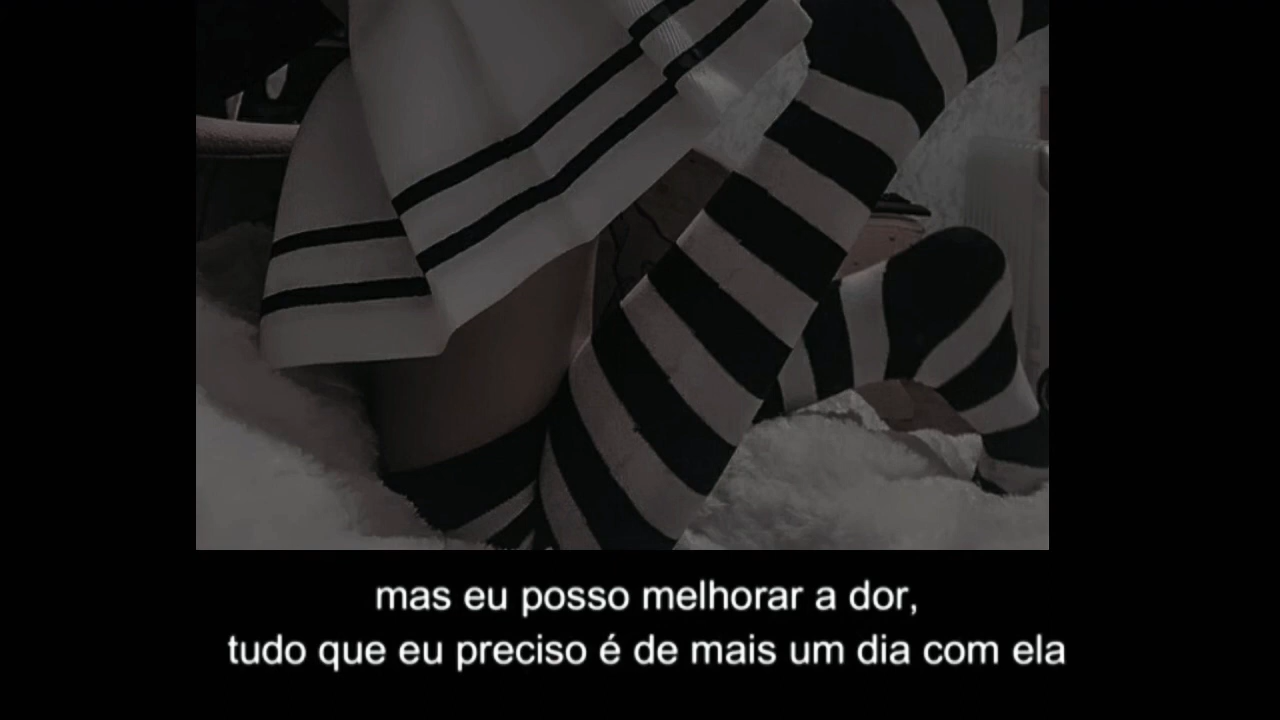 mas eu posso melhorar a dor,
tudo que eu preciso é de mais um dia com ela